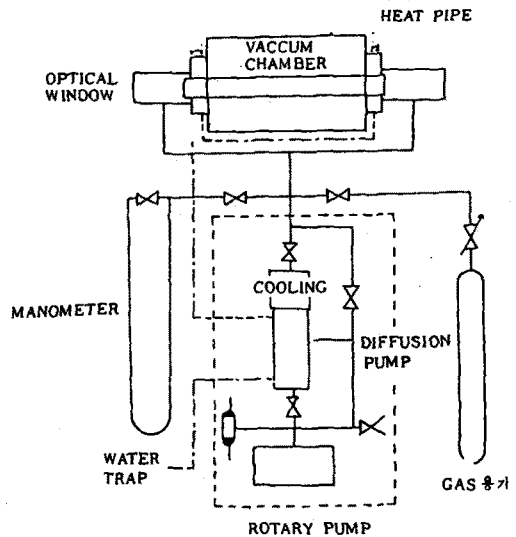 HEAT PIPE
VACCUM
CHAMBER
OPTICAL
WINDOW
COOLING
MANOMETER
DIFFUSION
PUMP
WATER
TRAP
GAS 용기
ROTARY PUMP